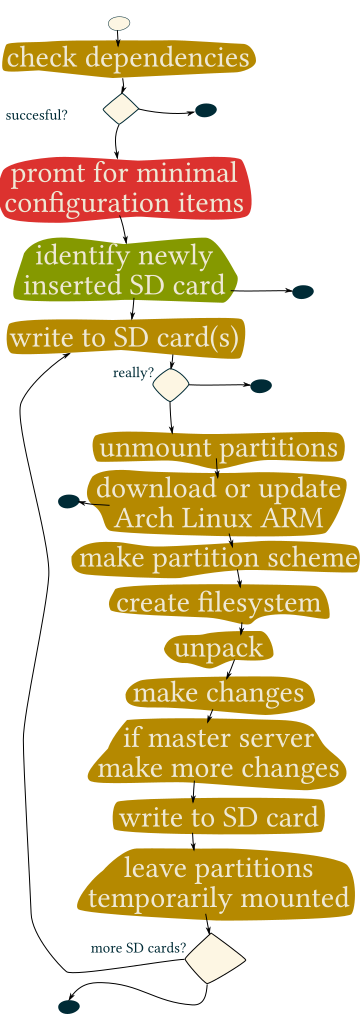 check dependencies
succesful?
promt for minimal
configuration items
identify newly
inserted SD card
write to SD card(s)
really?
unmount partitions
download or update
Arch Linux ARM
make partition scheme
create filesystem
unpack
make changes
if master server
make more changes
write to SD card
leave partitions
temporarily mounted
more SD cards?